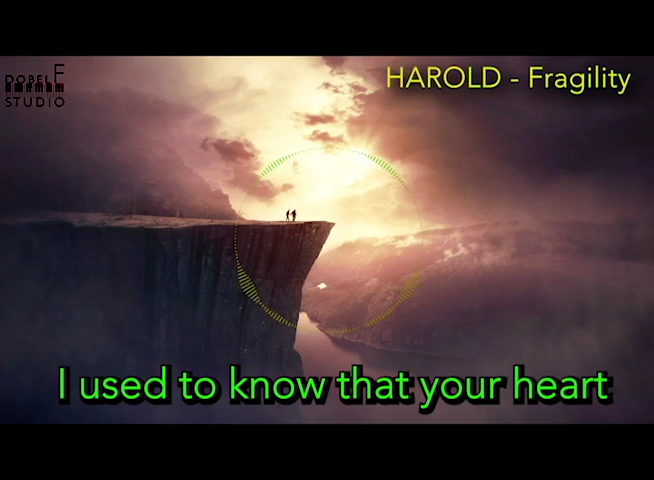 DOBEL F
STUDIO
HAROLD - Fragility
I used to know that your heart